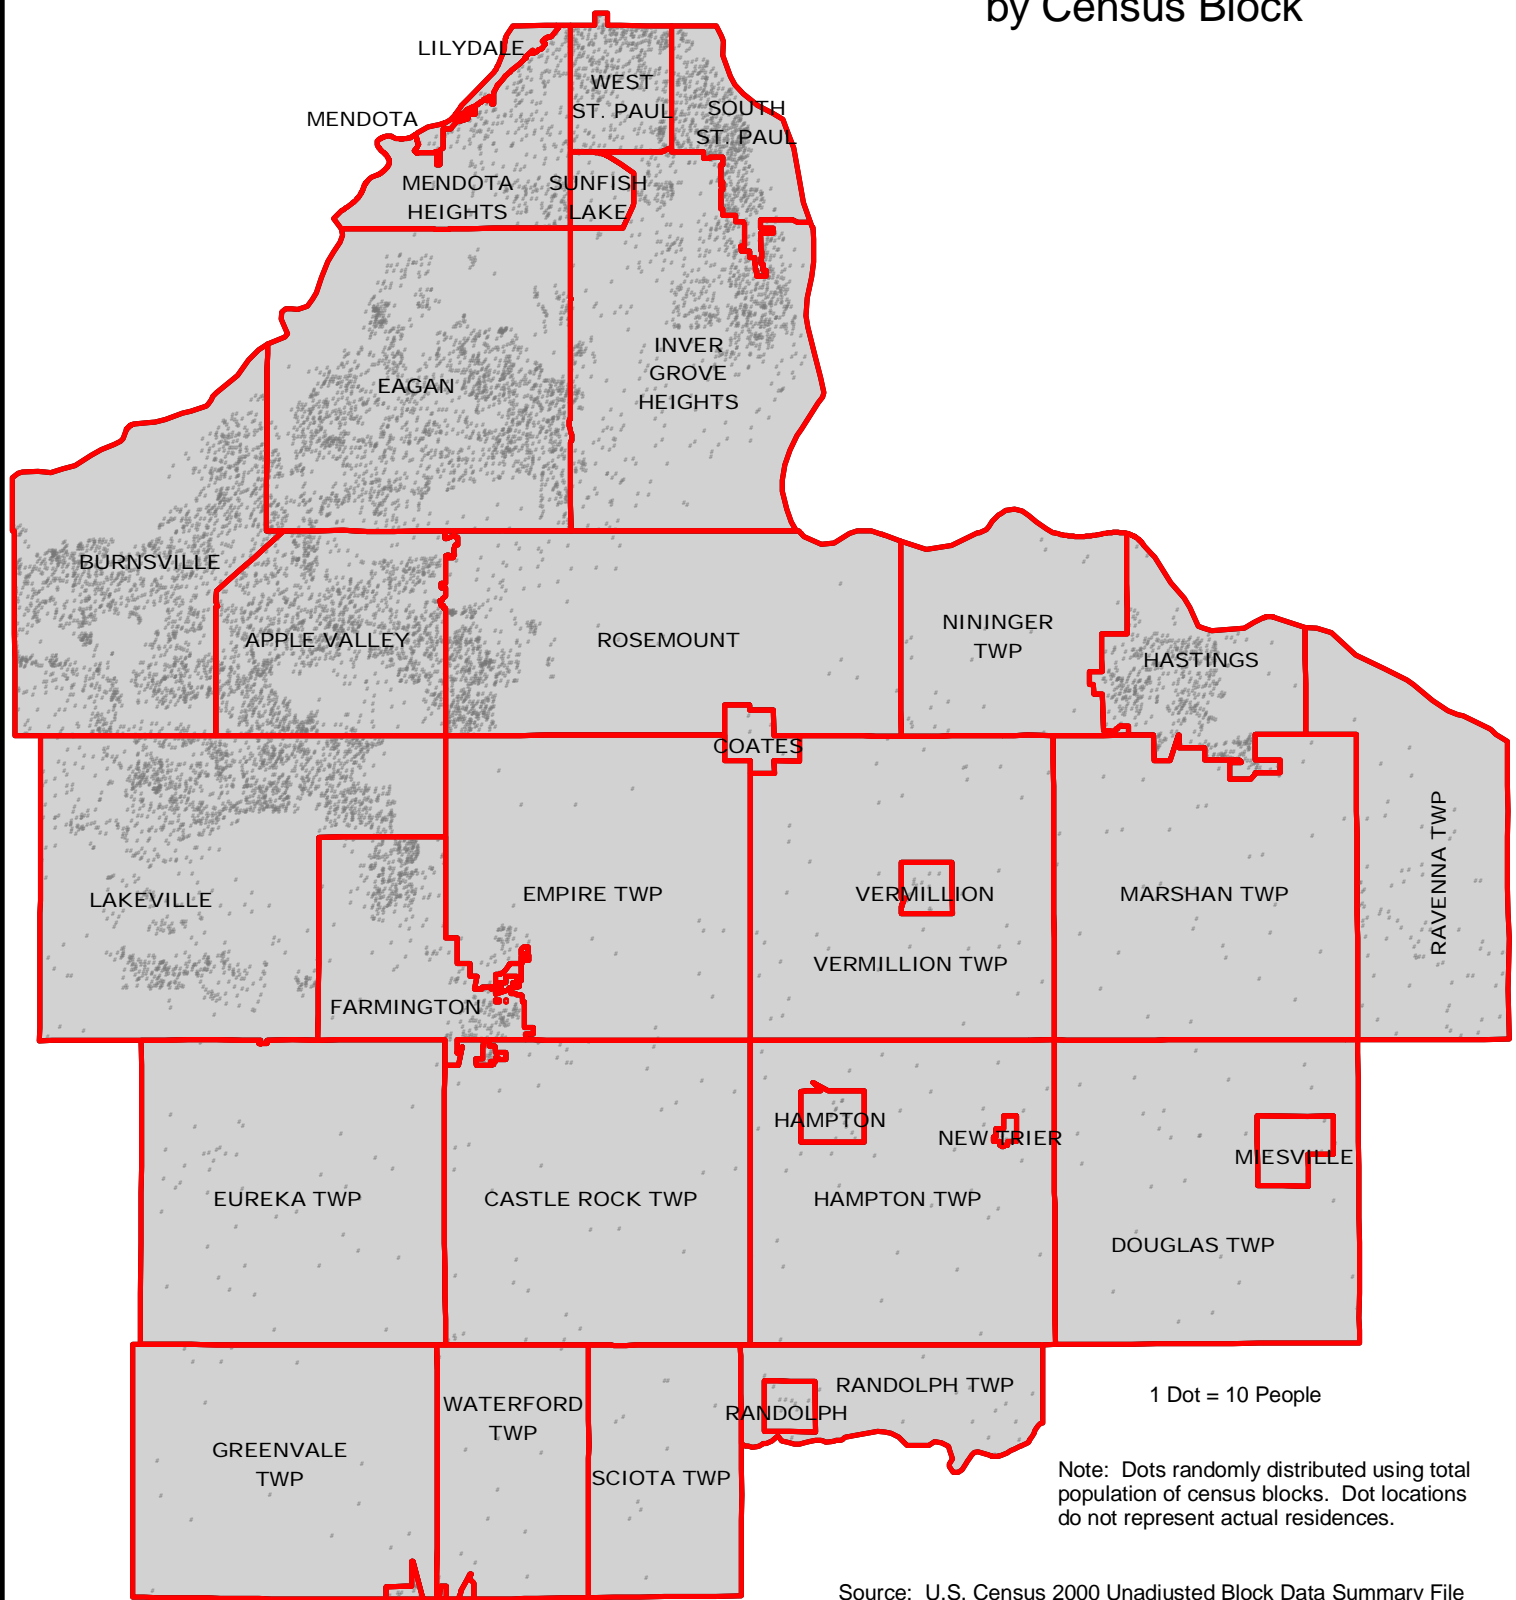 by Census Block
LILYDALE
WEST
ST. PAUL
SOUTH
ST. PAUL
MENDOTA
MENDOTA
HEIGHTS
SUNFISH
LAKE
INVER
GROVE
HEIGHTS
EAGAN
BURNSVILLE
APPLE VALLEY
ROSEMOUNT
NININGER
TWP
HASTINGS
COATES
RAVENNA TWP
LAKEVILLE
EMPIRE TWP
VERMILLION
MARSHAN TWP
VERMILLION TWP
FARMINGTON
HAMPTON
NEW TRIER
MIESVILLE
EUREKA TWP
CASTLE ROCK TWP
HAMPTON TWP
DOUGLAS TWP
RANDOLPH TWP
WATERFORD
TWP
RANDOLPH
GREENVALE
TWP
SCIOTA TWP
1 Dot = 10 People
Note:  Dots randomly distributed using total
population of census blocks.  Dot locations
do not represent actual residences.
Source:  U.S. Census 2000 Unadjusted Block Data Summary File